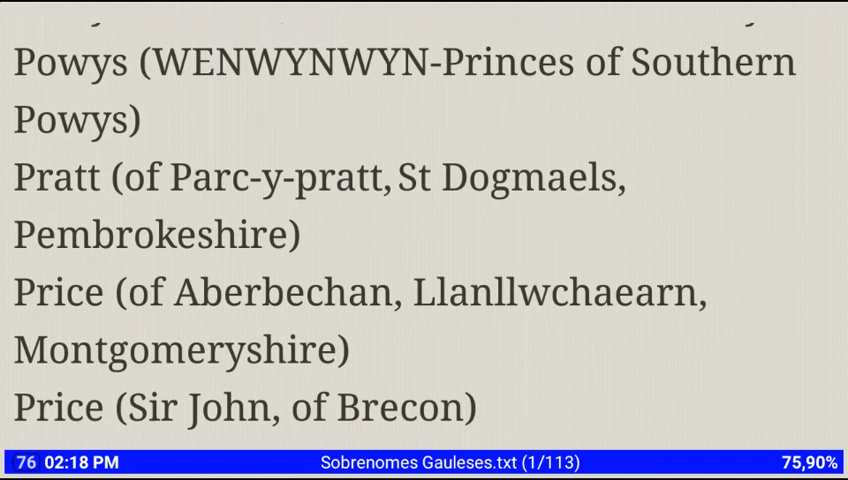 Powys (WENWYNWYN-Princes of Southern
Powys)
Pratt (of Parc-y-pratt, St Dogmaels,
Pembrokeshire)
Price (of Aberbechan, Llanllwchaearn,
Montgomeryshire)
Price (Sir John, of Brecon)
76 02:18 PM Sobrenomes Gauleses.txt (1/113) 75,90%